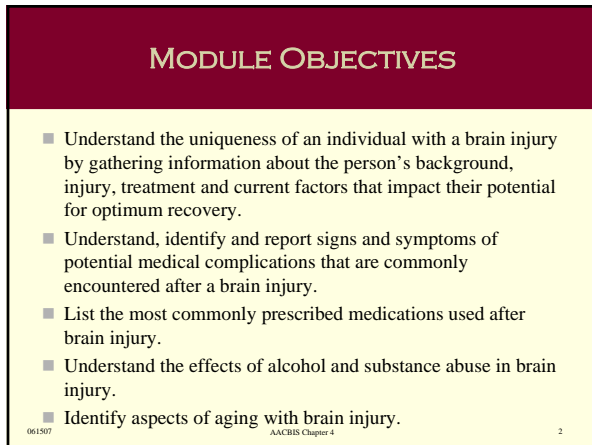 MODULE OBJECTIVES
Understand the uniqueness of an individual with a brain injury
by gathering information about the person's background,
injury, treatment and current factors that impact their potential
for optimum recovery.
Understand, identify and report signs and symptoms of
potential medical complications that are commonly
encountered after a brain injury.
List the most commonly prescribed medications used after
brain injury.
Understand the effects of alcohol and substance abuse in brain
injury.
Identify aspects of aging with brain injury.
061507 AACBIS Chapter 4 2